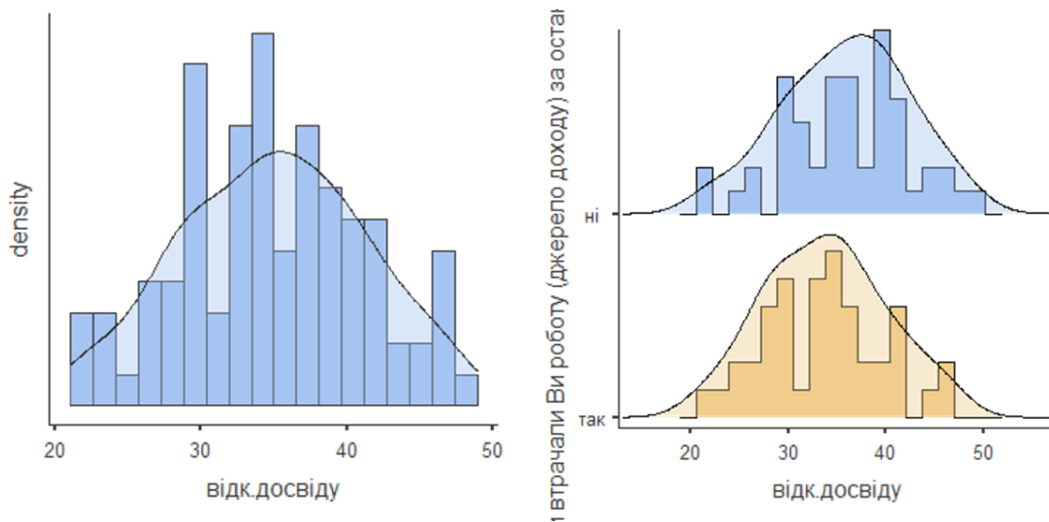 density
20 30 40 50
відк.досвіду
и втрачали Ви роботу (джерело доходу) за остан
ні
так
20 30 40 50
відк.досвіду